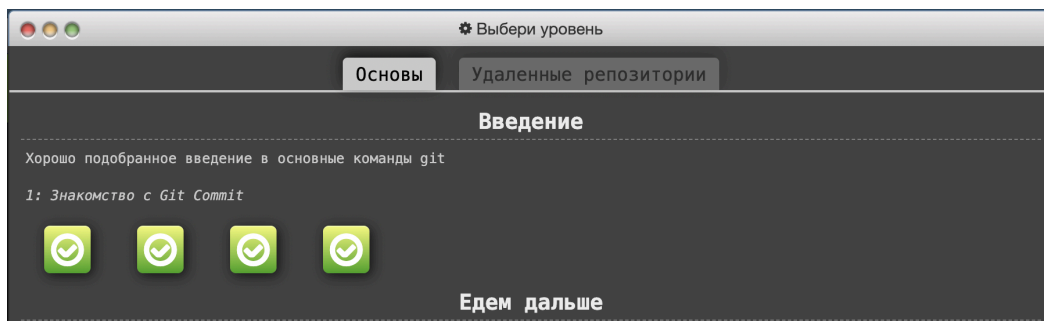 Выбери уровень
Основы
Удаленные репозитории
Введение
Хорошо подобранное введение в основные команды git
1: Знакомство с Git Commit
Едем дальше